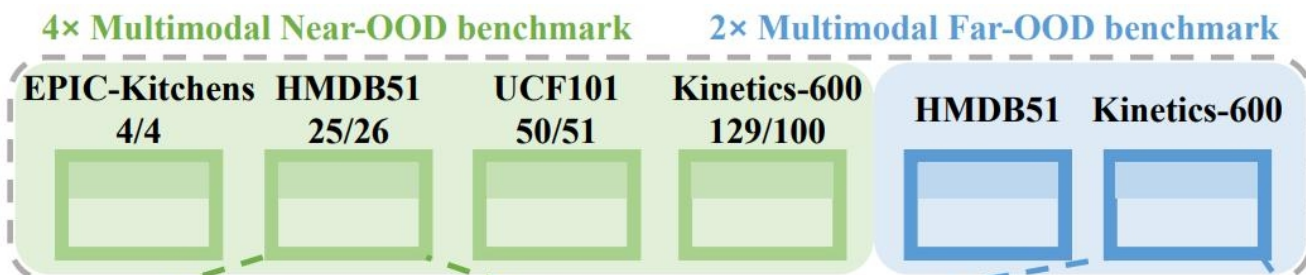 4× Multimodal Near-OOD benchmark 2× Multimodal Far-OOD benchmark
EPIC-Kitchens HMDB51 UCF101 Kinetics-600 HMDB51 Kinetics-600
4/4 25/26 50/51 129/100